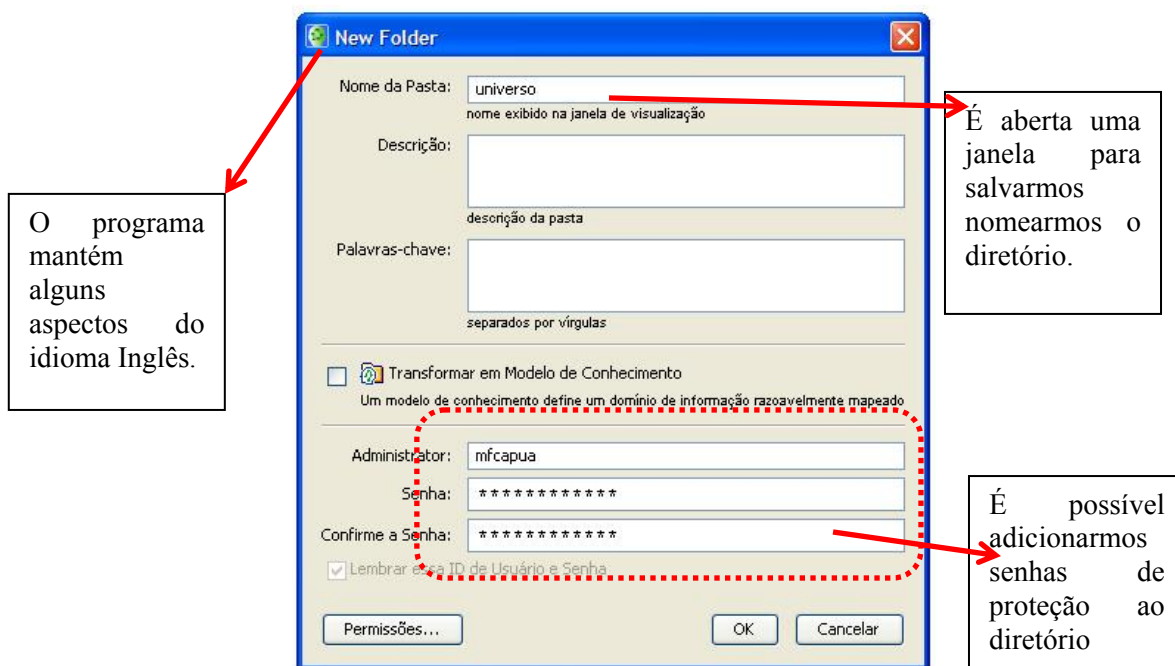 New Folder
Nome da Pasta:
universo
nome exibido na janela de visualização
Descrição:
descrição da pasta
Palavras-chave:
separados por vírgulas
Transformar em Modelo de Conhecimento
Um modelo de conhecimento define um domínio de informação razoavelmente mapeado
Administrator:
mfcapua
Senha:
************
Confirme a Senha:
************
Lembrar essa ID de Usuário e Senha
Permissões...
OK
Cancelar
O programa
mantém
alguns
aspectos do
idioma Inglês.
É aberta uma
janela para
salvarmos
nomearmos o
diretório.
É possível
adicionarmos
senhas de
proteção ao
diretório